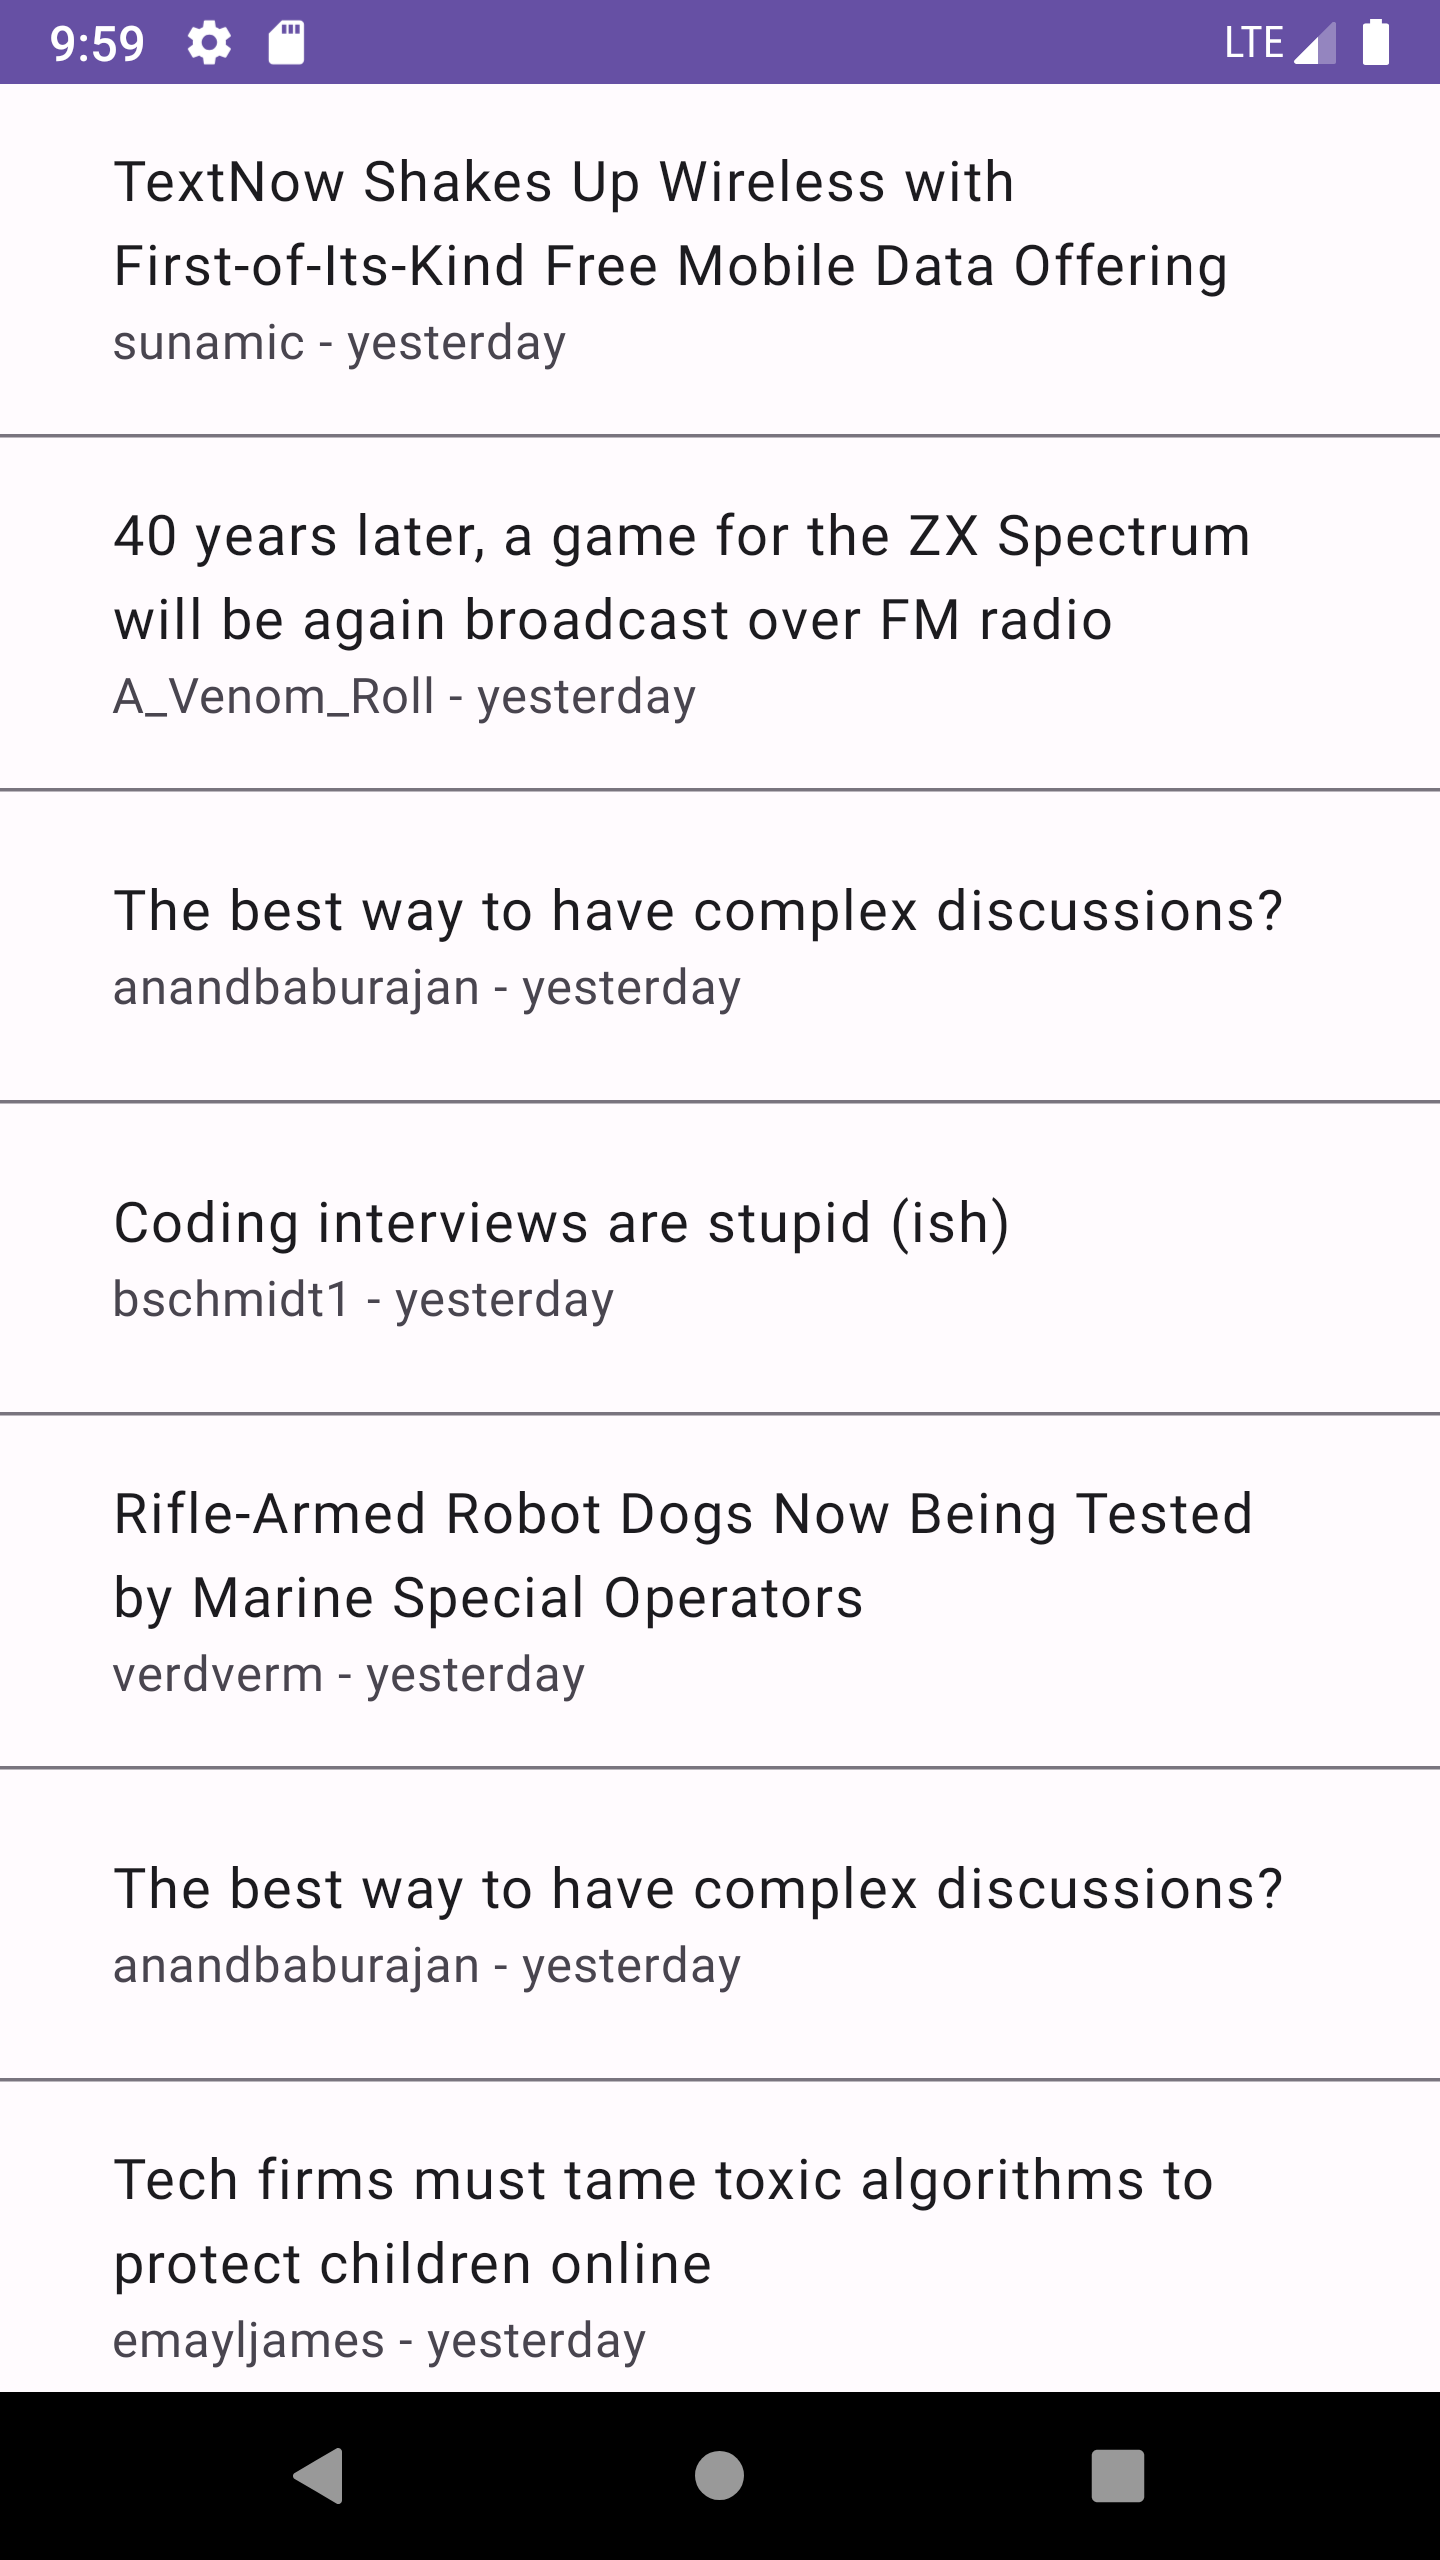 9:59 LTE
TextNow Shakes Up Wireless with
First-of-Its-Kind Free Mobile Data Offering
sunamic - yesterday
40 years later, a game for the ZX Spectrum
will be again broadcast over FM radio
A_Venom_Roll - yesterday
The best way to have complex discussions?
anandbaburajan - yesterday
Coding interviews are stupid (ish)
bschmidt1 - yesterday
Rifle-Armed Robot Dogs Now Being Tested
by Marine Special Operators
verdverm - yesterday
The best way to have complex discussions?
anandbaburajan - yesterday
Tech firms must tame toxic algorithms to
protect children online
emayljames - yesterday